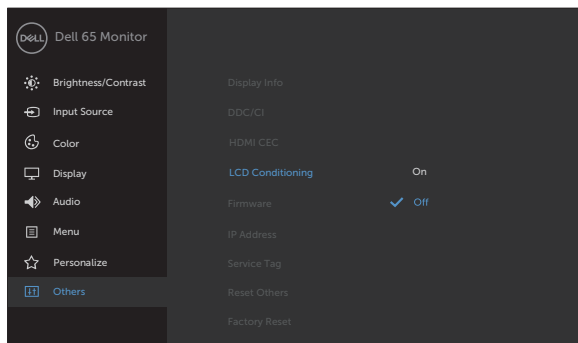 DELL Dell 65 Monitor
Brightness/Contrast Display Info
Input Source DDC/CI
Color HDMI CEC
Display LCD Conditioning On
Audio Firmware Off
Menu IP Address
Personalize Service Tag
Others Reset Others
Factory Reset